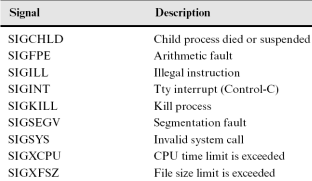 Signal Description
SIGCHLD Child process died or suspended
SIGFPE Arithmetic fault
SIGILL Illegal instruction
SIGINT Tty interrupt (Control-C)
SIGKILL Kill process
SIGSEGV Segmentation fault
SIGSYS Invalid system call
SIGXCPU CPU time limit is exceeded
SIGXFSZ File size limit is exceeded